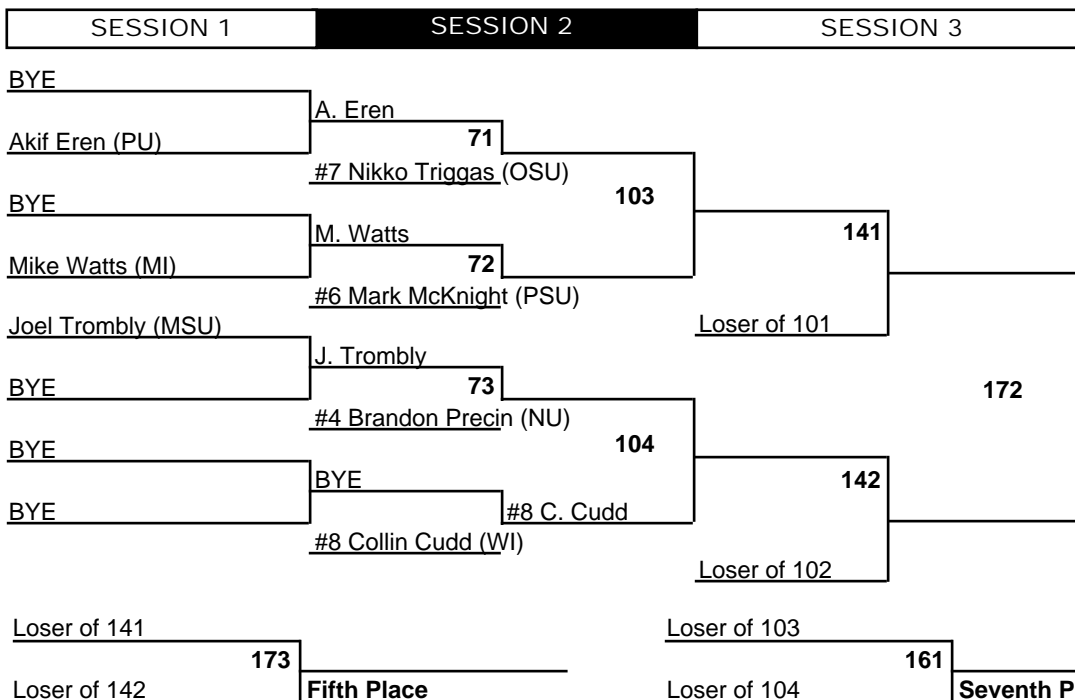 SESSION 1 SESSION 2 SESSION 3
BYE
A. Eren
Akif Eren (PU)
71
#7 Nikko Triggas (OSU)
103
BYE
M. Watts
141
Mike Watts (MI)
72
#6 Mark McKnight (PSU)
Joel Trombly (MSU)
Loser of 101
J. Trombly
BYE
73
172
#4 Brandon Precin (NU)
104
BYE
BYE
142
BYE
#8 C. Cudd
#8 Collin Cudd (WI)
Loser of 102
Loser of 141
Loser of 103
173
161
Loser of 142
Fifth Place
Loser of 104
Seventh P